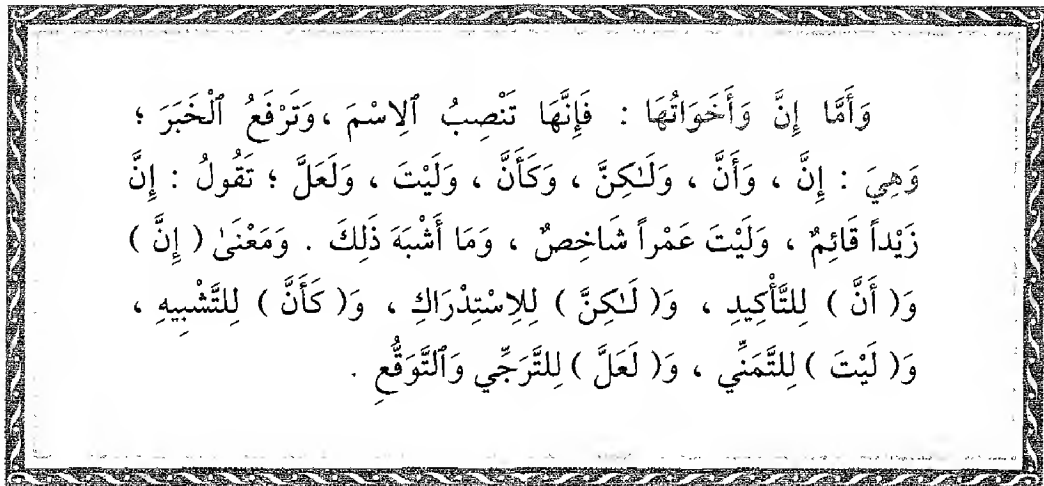 وَأَمَّا إِنَّ وَأَخَوَاتُهَا : فَإِنَّهَا تَنْصِبُ ٱلِاسْمَ ، وَتَرْفَعُ ٱلْخَبَرَ ؛
وَهِيَ : إِنَّ ، وَأَنَّ ، وَلَـٰكِنَّ ، وَكَأَنَّ ، وَلَيْتَ ، وَلَعَلَّ ؛ تَقُولُ : إِنَّ
زَيْداً قَائِمٌ ، وَلَيْتَ عَمْراً شَاخِصٌ ، وَمَا أَشْبَهَ ذَلِكَ . وَمَعْنَىٰ ( إِنَّ )
وَ( أَنَّ ) لِلتَّأْكِيدِ ، وَ( لَـٰكِنَّ ) لِلِاسْتِدْرَاكِ ، وَ( كَأَنَّ ) لِلتَّشْبِيهِ ،
وَ( لَيْتَ ) لِلتَّمَنِّي ، وَ( لَعَلَّ ) لِلتَّرَجِّي وَٱلتَّوَقُّعِ .